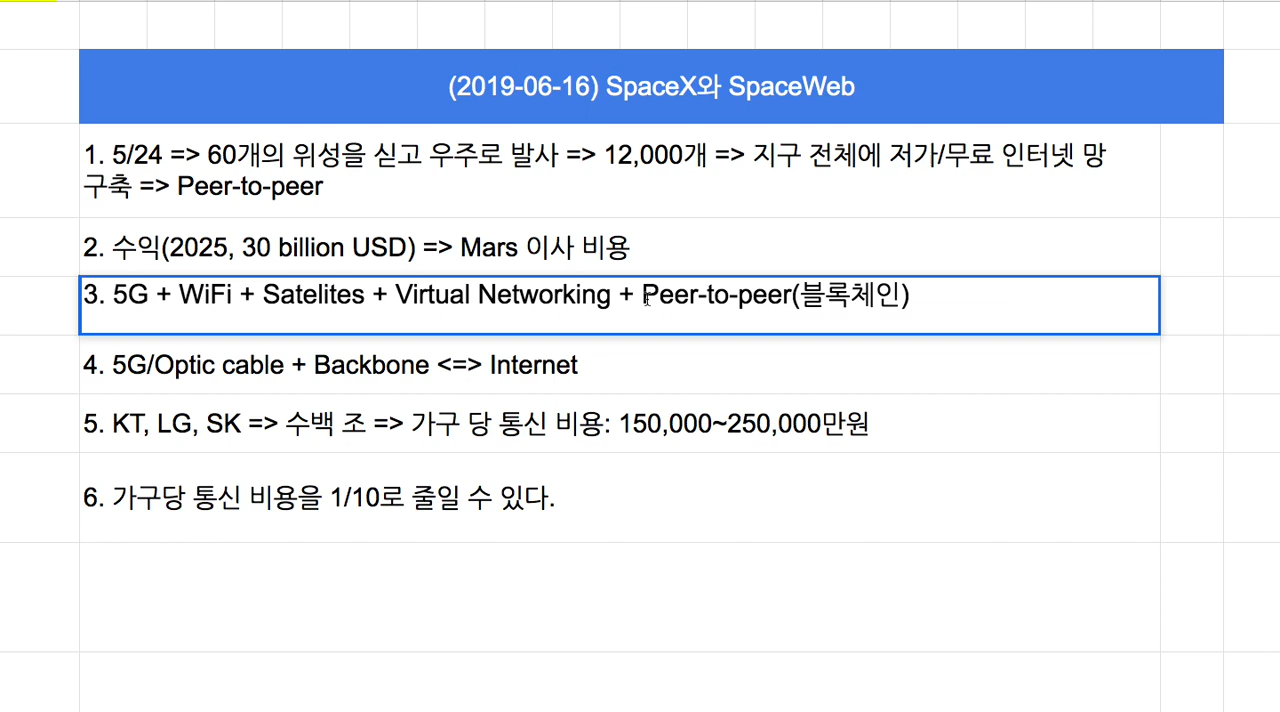 (2019-06-16) SpaceX와 SpaceWeb
1. 5/24 => 60개의 위성을 싣고 우주로 발사 => 12,000개 => 지구 전체에 저가/무료 인터넷 망
구축 => Peer-to-peer
2. 수익(2025, 30 billion USD) => Mars 이사 비용
3. 5G + WiFi + Satelites + Virtual Networking + Peer-to-peer(블록체인)
4. 5G/Optic cable + Backbone <=> Internet
5. KT, LG, SK => 수백 조 => 가구 당 통신 비용: 150,000~250,000만원
6. 가구당 통신 비용을 1/10로 줄일 수 있다.